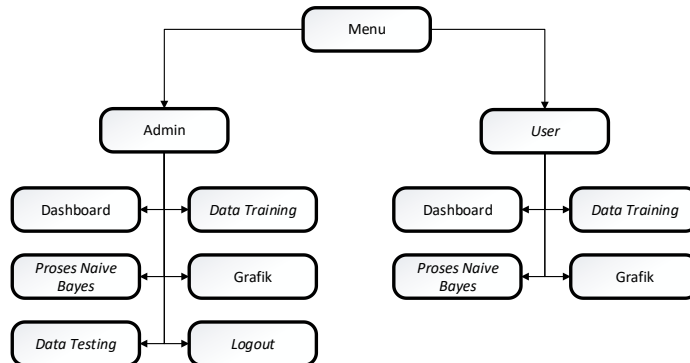 Menu
Admin
User
Dashboard
Data Training
Dashboard
Data Training
Proses Naive
Bayes
Grafik
Proses Naive
Bayes
Grafik
Data Testing
Logout